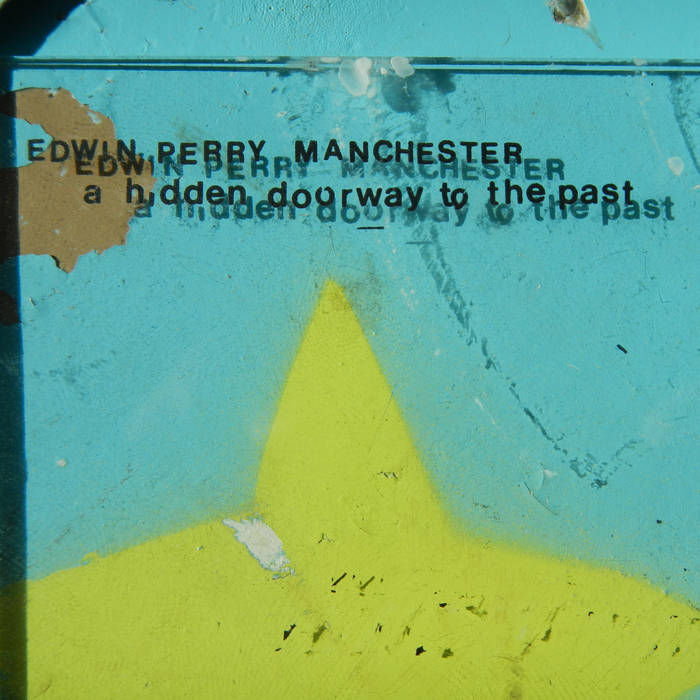 EDWIN PERRY MANCHESTER
a hidden doorway to the past